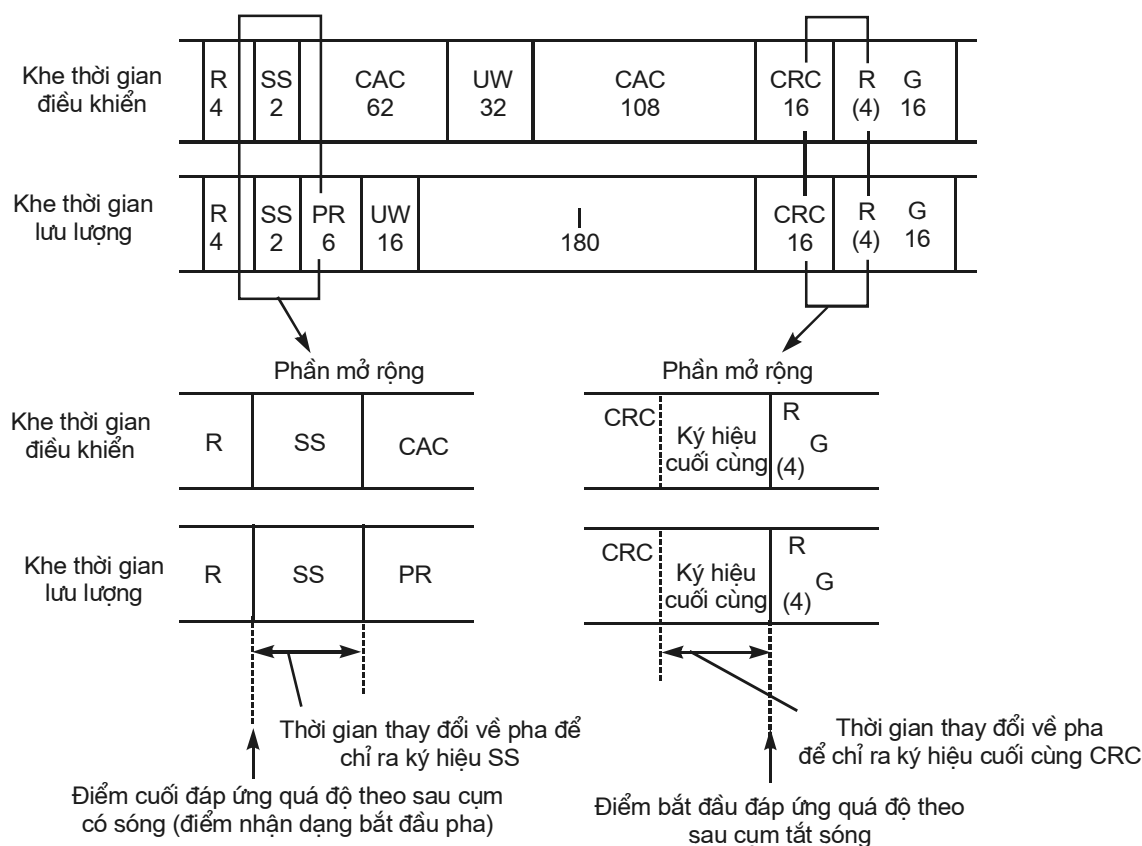 Khe thời gian
điều khiển
R SS CAC UW CAC CRC R G
4 2 62 32 108 16 (4) 16
Khe thời gian
lưu lượng
R SS PR UW I CRC R G
4 2 6 16 180 16 (4) 16
Phần mở rộng Phần mở rộng
Khe thời gian
điều khiển
R SS CAC
CRC Ký hiệu
cuối cùng
R
G
(4)
Khe thời gian
lưu lượng
R SS PR
CRC Ký hiệu
cuối cùng
R
G
(4)
Thời gian thay đổi về pha để
chỉ ra ký hiệu SS
Thời gian thay đổi về pha
để chỉ ra ký hiệu cuối cùng CRC
Điểm cuối đáp ứng quá độ theo sau cụm
có sóng (điểm nhận dạng bắt đầu pha)
Điểm bắt đầu đáp ứng quá độ theo
sau cụm tắt sóng